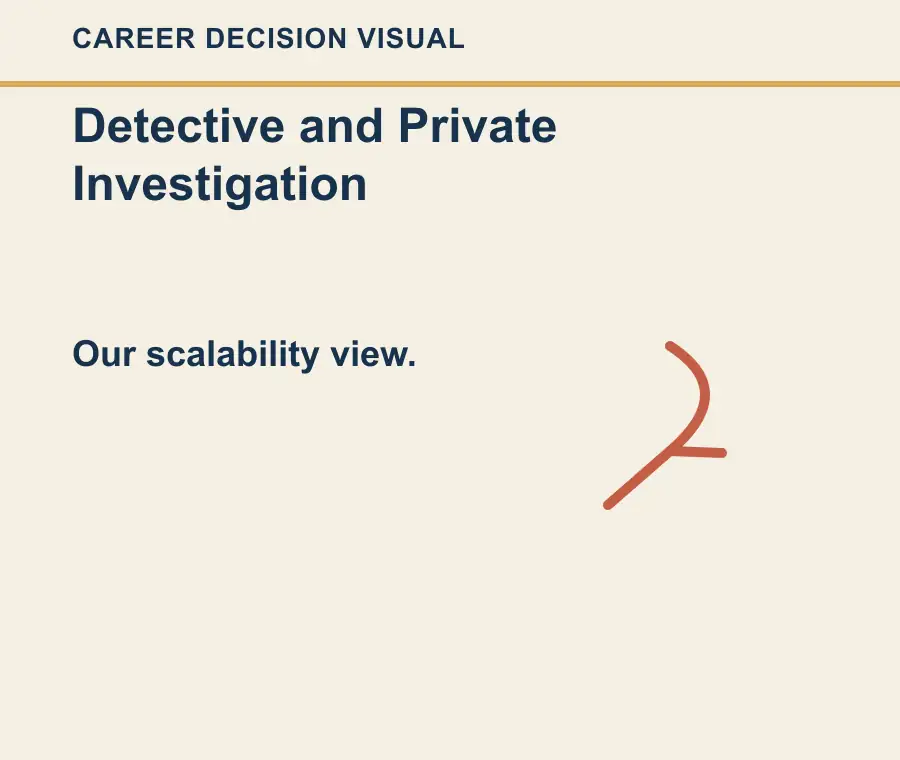 CAREER DECISION VISUAL
Detective and Private
Investigation
Our scalability view.